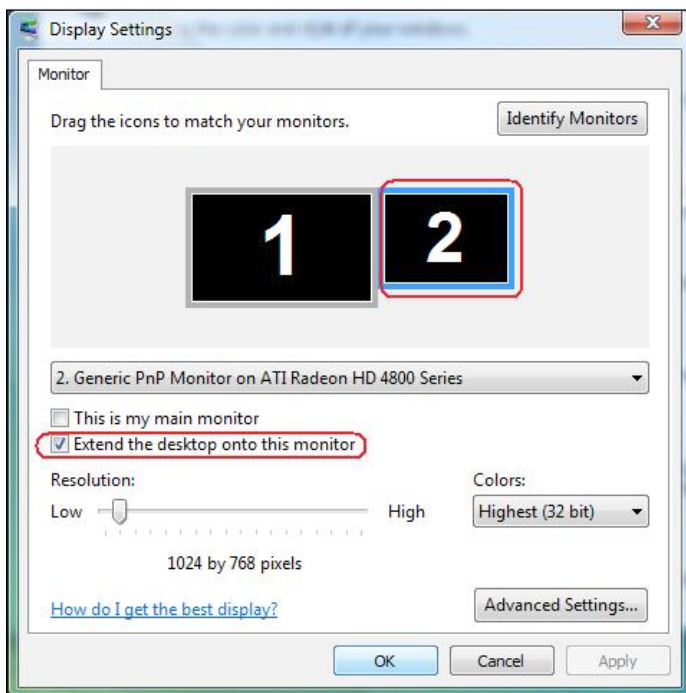 Display Settings
Monitor
Drag the icons to match your monitors.
Identify Monitors
1
2
2. Generic PnP Monitor on ATI Radeon HD 4800 Series
This is my main monitor
Extend the desktop onto this monitor
Resolution:
Colors:
Low
High
Highest (32 bit)
1024 by 768 pixels
How do I get the best display?
Advanced Settings...
OK
Cancel
Apply